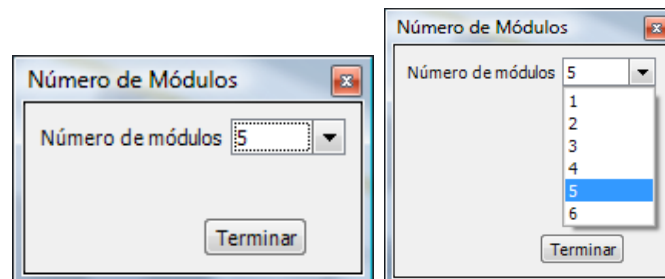 Número de Módulos
Número de módulos 5
Terminar
Número de Módulos
Número de módulos 5
1
2
3
4
5
6
Terminar